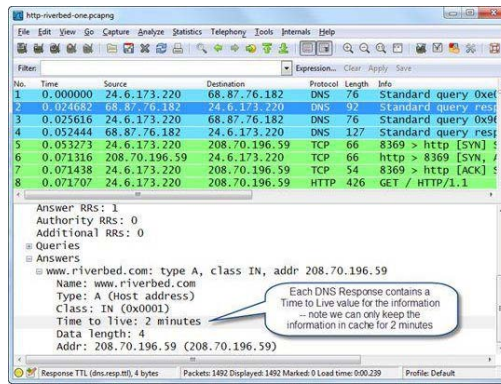 http-riverbed-one.pcapng
File Edit View Go Capture Analyze Statistics Telephony Tools Internals Help
Filter: Expression... Clear Apply Save
No. Time Source Destination Protocol Length Info
1 0.000000 24.6.173.220 68.87.76.182 DNS 76 Standard query 0xe
2 0.024682 68.87.76.182 24.6.173.220 DNS 92 Standard query resp
3 0.025616 24.6.173.220 68.87.76.182 DNS 76 Standard query 0x9
4 0.052444 68.87.76.182 24.6.173.220 DNS 127 Standard query resp
5 0.053273 24.6.173.220 208.70.196.59 TCP 66 8369 > http [SYN] S
6 0.071316 208.70.196.59 24.6.173.220 TCP 66 http > 8369 [SYN, A
7 0.071438 24.6.173.220 208.70.196.59 TCP 54 8369 > http [ACK] S
8 0.071707 24.6.173.220 208.70.196.59 HTTP 426 GET / HTTP/1.1
Answer RRs: 1
Authority RRs: 0
Additional RRs: 0
Queries
Answers
www.riverbed.com: type A, class IN, addr 208.70.196.59
Name: www.riverbed.com
Type: A (Host address)
Class: IN (0x0001)
Time to live: 2 minutes
Data length: 4
Addr: 208.70.196.59 (208.70.196.59)
Each DNS Response contains a
Time to Live value for the information
-- note we can only keep the
information in cache for 2 minutes
Response TTL (dns.resp.ttl), 4 bytes Packets: 1492 Displayed: 1492 Marked: 0 Load time: 0:00.239 Profile: Default